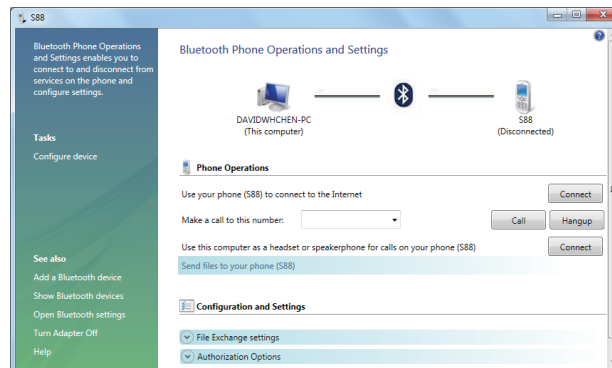 S88
Bluetooth Phone Operations
and Settings enables you to
connect to and disconnect from
services on the phone and
configure settings.
Tasks
Configure device
See also
Add a Bluetooth device
Show Bluetooth devices
Open Bluetooth settings
Turn Adapter Off
Help
Bluetooth Phone Operations and Settings
DAVIDWHCHEN-PC
(This computer)
S88
(Disconnected)
Phone Operations
Use your phone (S88) to connect to the Internet Connect
Make a call to this number: Call Hangup
Use this computer as a headset or speakerphone for calls on your phone (S88) Connect
Send files to your phone (S88)
Configuration and Settings
File Exchange settings
Authorization Options